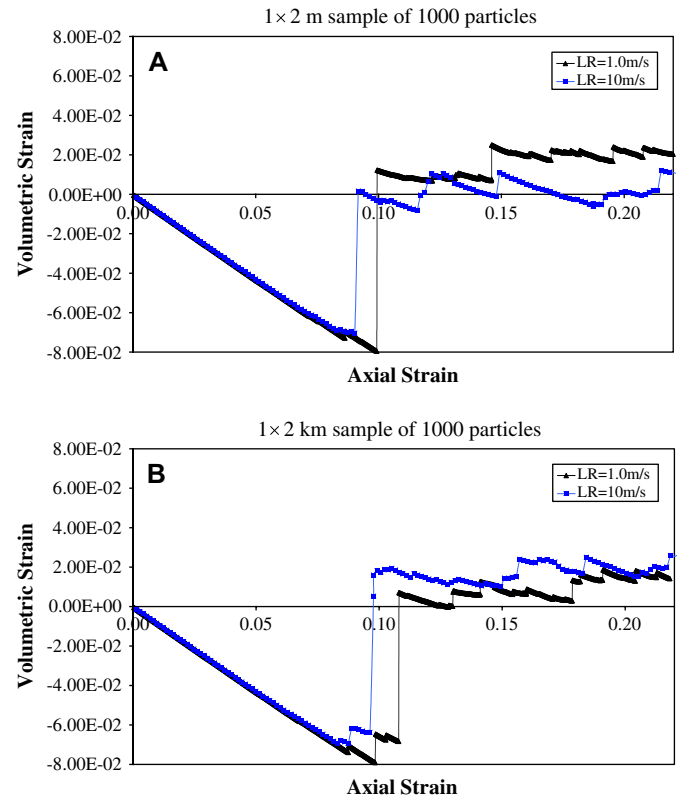 1× 2 m sample of 1000 particles
A
8.00E-02
6.00E-02
4.00E-02
2.00E-02
0.00E+00
-2.00E-02
-4.00E-02
-6.00E-02
-8.00E-02
Volumetric Strain
LR=1.0m/s
LR=10m/s
0.00
0.05
0.10
0.15
0.20
Axial Strain
1× 2 km sample of 1000 particles
B
8.00E-02
6.00E-02
4.00E-02
2.00E-02
0.00E+00
-2.00E-02
-4.00E-02
-6.00E-02
-8.00E-02
Volumetric Strain
LR=1.0m/s
LR=10m/s
0.00
0.05
0.10
0.15
0.20
Axial Strain